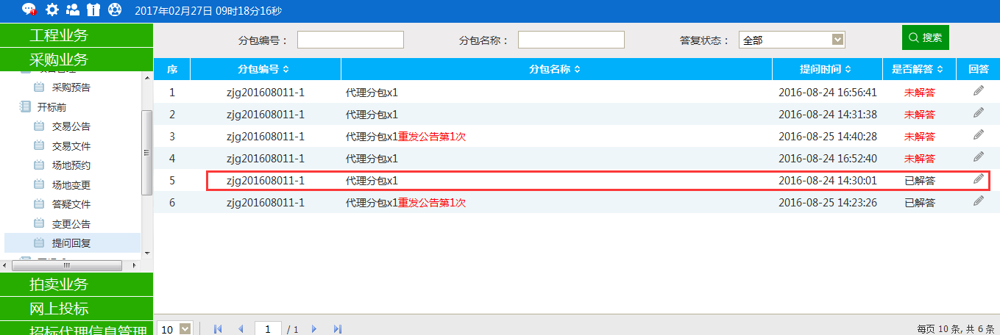 2017年02月27日 09时18分16秒
工程业务
采购业务
采购预告
开标前
交易公告
交易文件
场地预约
场地变更
答疑文件
变更公告
提问回复
拍卖业务
网上投标
招标代理信息管理
分包编号： 分包名称： 答复状态： 全部 搜索
序 分包编号 分包名称 提问时间 是否解答 回答
1 zjg201608011-1 代理分包x1 2016-08-24 16:56:41 未解答
2 zjg201608011-1 代理分包x1 2016-08-24 14:31:38 未解答
3 zjg201608011-1 代理分包x1重发公告第1次 2016-08-25 14:40:28 未解答
4 zjg201608011-1 代理分包x1 2016-08-24 16:52:40 未解答
5 zjg201608011-1 代理分包x1 2016-08-24 14:30:01 已解答
6 zjg201608011-1 代理分包x1重发公告第1次 2016-08-25 14:23:26 已解答
10 1 / 1 每页 10 条, 共 6 条